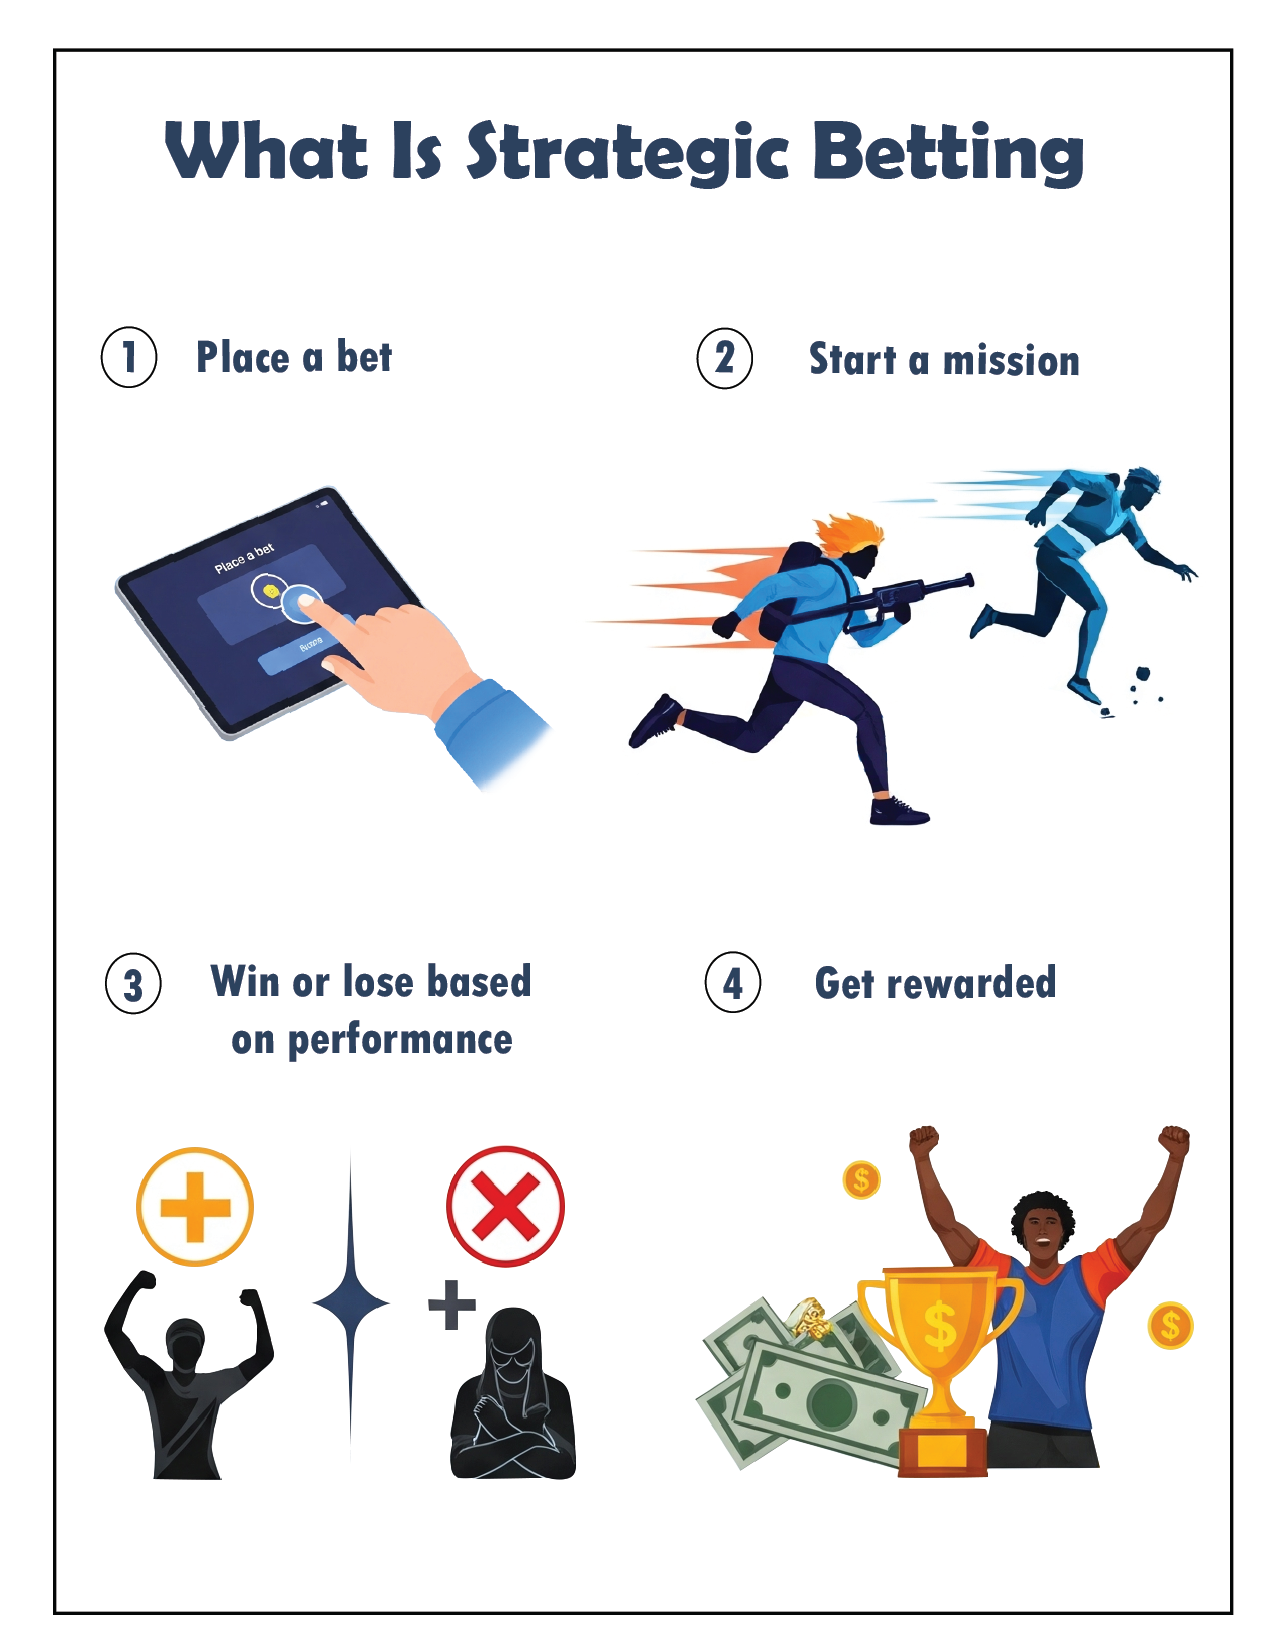 What Is Strategic Betting
1 Place a bet
2 Start a mission
Place a bet
3 Win or lose based
on performance
4 Get rewarded
$
$
$